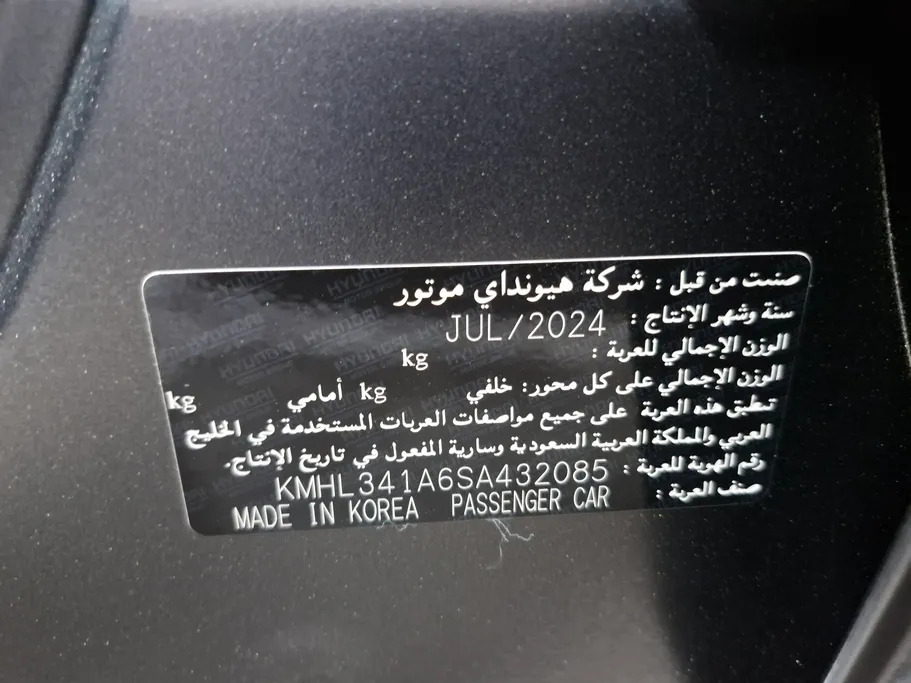 صنعت من قبل : شركة هيونداي موتور
سنة وشهر الإنتاج : JUL/2024
الوزن الإجمالي للعربة : kg
الوزن الإجمالي على كل محور: خلفي kg أمامي kg
تطبق هذه العربة على جميع مواصفات العربات المستخدمة في الخليج
العربي والمملكة العربية السعودية وسارية المفعول في تاريخ الإنتاج.
رقم الهوية للعربة : KMHL341A6SA432085
صنف العربة : PASSENGER CAR MADE IN KOREA
HYUNDAI